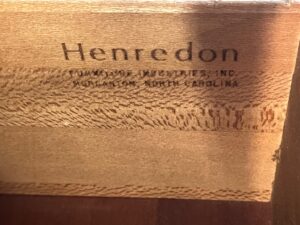 Henredon
FURNITURE INDUSTRIES, INC.
MORGANTON, NORTH CAROLINA